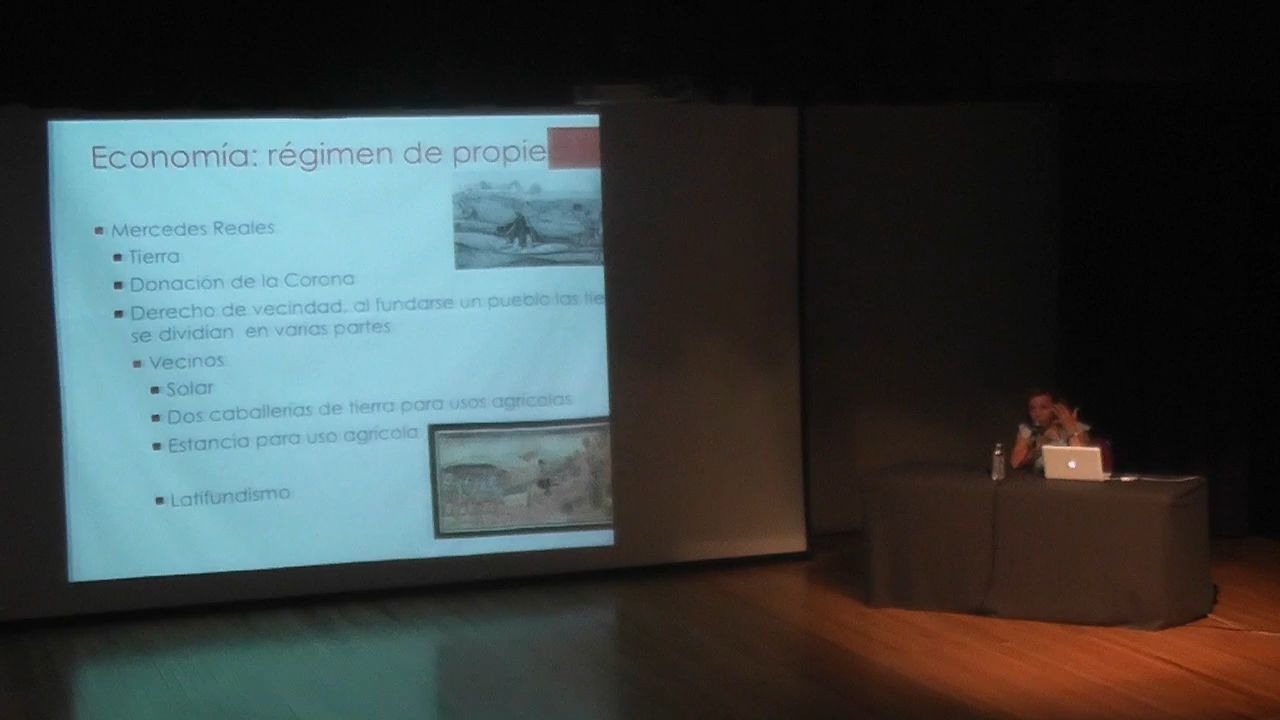 Economía: régimen de propie
Mercedes Reales
Tierra
Donación de la Corona
Derecho de vecindad, al fundarse un pueblo las tie
se dividían en varias partes
Vecinos
Solar
Dos caballerías de tierra para usos agrícolas
Estancia para uso agrícola
Latifundismo